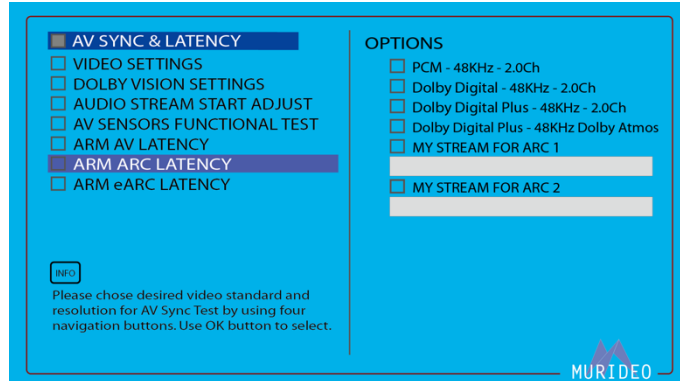 AV SYNC & LATENCY
VIDEO SETTINGS
DOLBY VISION SETTINGS
AUDIO STREAM START ADJUST
AV SENSORS FUNCTIONAL TEST
ARM AV LATENCY
ARM ARC LATENCY
ARM eARC LATENCY
INFO
Please chose desired video standard and
resolution for AV Sync Test by using four
navigation buttons. Use OK button to select.
OPTIONS
PCM - 48KHz - 2.0Ch
Dolby Digital - 48KHz - 2.0Ch
Dolby Digital Plus - 48KHz - 2.0Ch
Dolby Digital Plus - 48KHz Dolby Atmos
MY STREAM FOR ARC 1
MY STREAM FOR ARC 2
MURIDEO